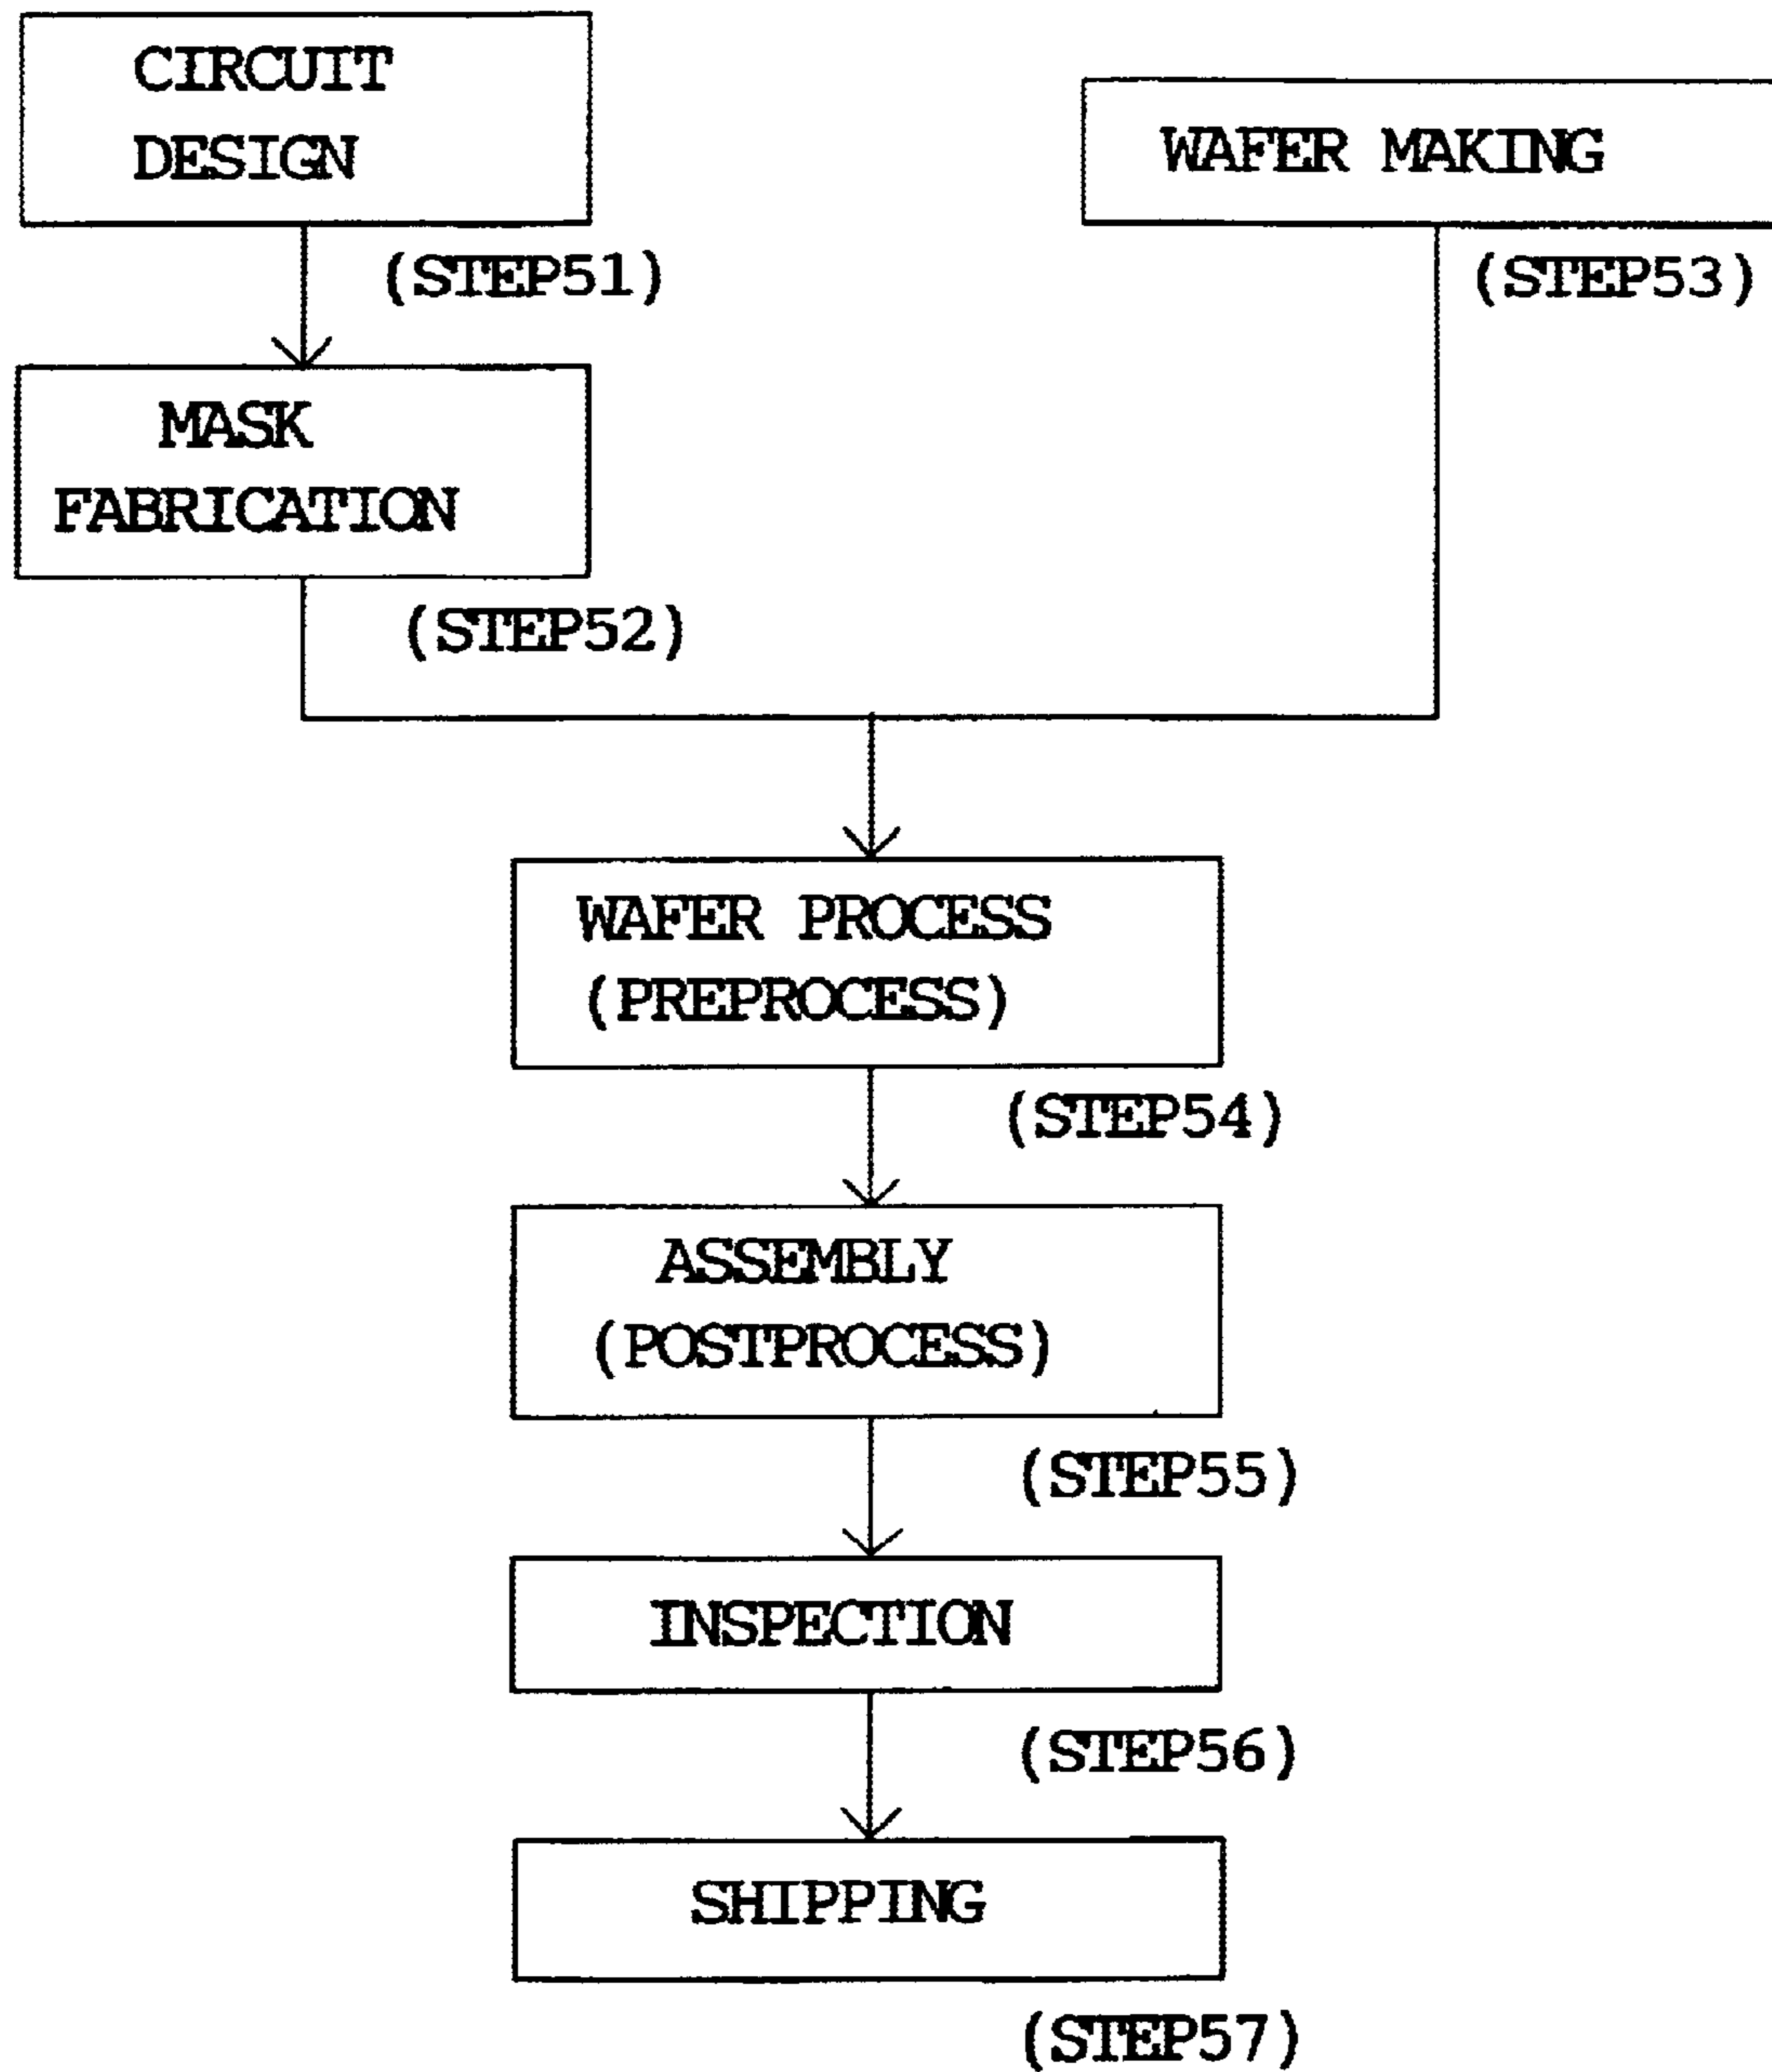 CIRCUIT
DESIGN
(STEP51)
WAFER MAKING
(STEP53)
MASK
FABRICATION
(STEP52)
WAFER PROCESS
(PREPROCESS)
(STEP54)
ASSEMBLY
(POSTPROCESS)
(STEP55)
INSPECTION
(STEP56)
SHIPPING
(STEP57)